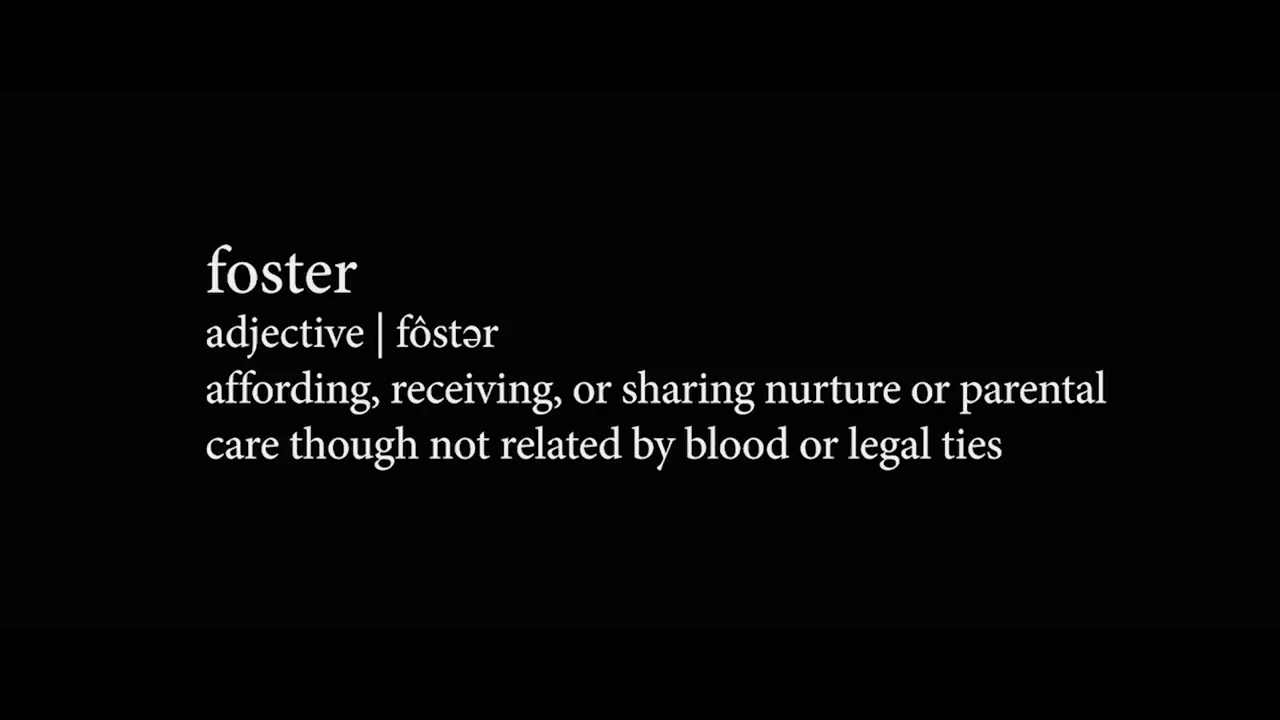 foster
adjective | fôstər
affording, receiving, or sharing nurture or parental
care though not related by blood or legal ties